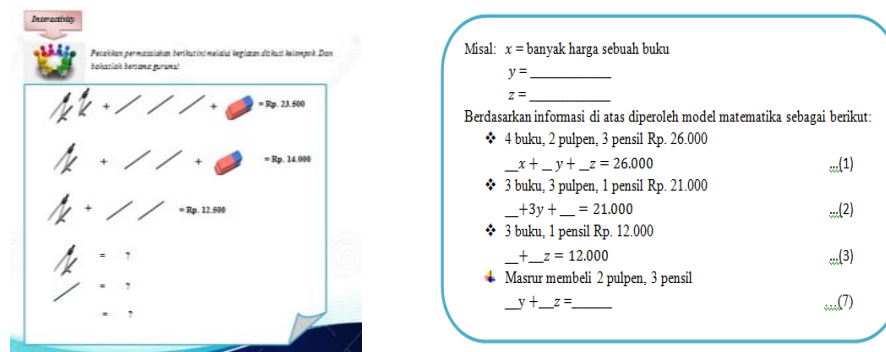 Interactivity
Pecahkan permasalahan berikut ini melalui kegiatan diskusi kelompok. Dan
bahaslah bersama gurumu!
+ + = Rp. 23.500
+ + = Rp. 14.000
+ = Rp. 12.500
= ?
= ?
= ?
Misal: x = banyak harga sebuah buku
y = ____________
z = ____________
Berdasarkan informasi di atas diperoleh model matematika sebagai berikut:
❖ 4 buku, 2 pulpen, 3 pensil Rp. 26.000
__x + _ y + _z = 26.000 ...(1)
❖ 3 buku, 3 pulpen, 1 pensil Rp. 21.000
__+3y + __ = 21.000 ...(2)
❖ 3 buku, 1 pensil Rp. 12.000
__+__z = 12.000 ...(3)
Masrur membeli 2 pulpen, 3 pensil
__y +__z =______ ....(7)